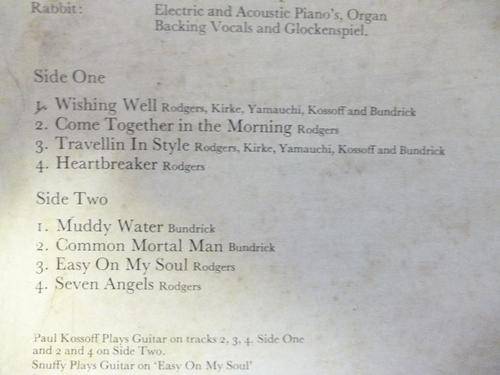 Rabbit: Electric and Acoustic Piano's, Organ
Backing Vocals and Glockenspiel.
Side One
1. Wishing Well Rodgers, Kirke, Yamauchi, Kossoff and Bundrick
2. Come Together in the Morning Rodgers
3. Travellin In Style Rodgers, Kirke, Yamauchi, Kossoff and Bundrick
4. Heartbreaker Rodgers
Side Two
1. Muddy Water Bundrick
2. Common Mortal Man Bundrick
3. Easy On My Soul Rodgers
4. Seven Angels Rodgers
Paul Kossoff Plays Guitar on tracks 2, 3, 4. Side One
and 2 and 4 on Side Two.
Snuffy Plays Guitar on 'Easy On My Soul'